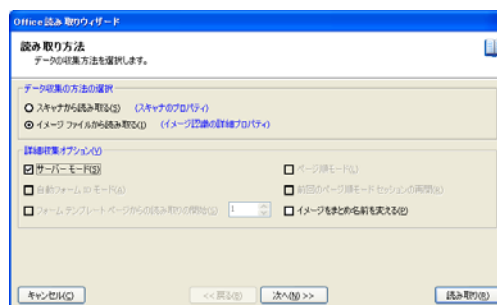 Office 読み取りウィザード
読み取り方法
データの収集方法を選択します。
データ収集の方法の選択
スキャナから読み取る(S) (スキャナのプロパティ)
イメージ ファイルから読み取る(I) (イメージ認識の詳細プロパティ)
詳細収集オプション(V)
サーバー モード(S) ページ順モード(L)
自動フォーム ID モード(A) 前回のページ順モード セッションの再開(R)
フォーム テンプレート ページからの読み取りの開始(S) 1 イメージをまとめ名前を変える(P)
キャンセル(C) << 戻る(B) 次へ(N) >> 読み取り(R)